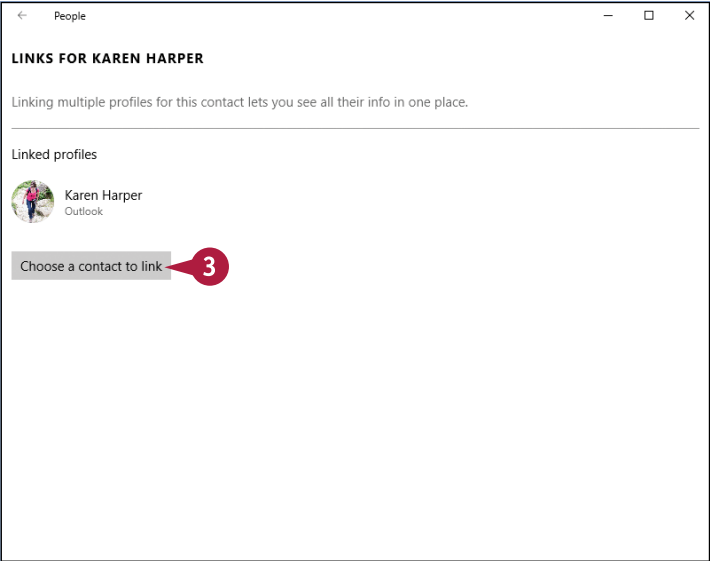 People
LINKS FOR KAREN HARPER
Linking multiple profiles for this contact lets you see all their info in one place.
Linked profiles
Karen Harper
Outlook
Choose a contact to link
3